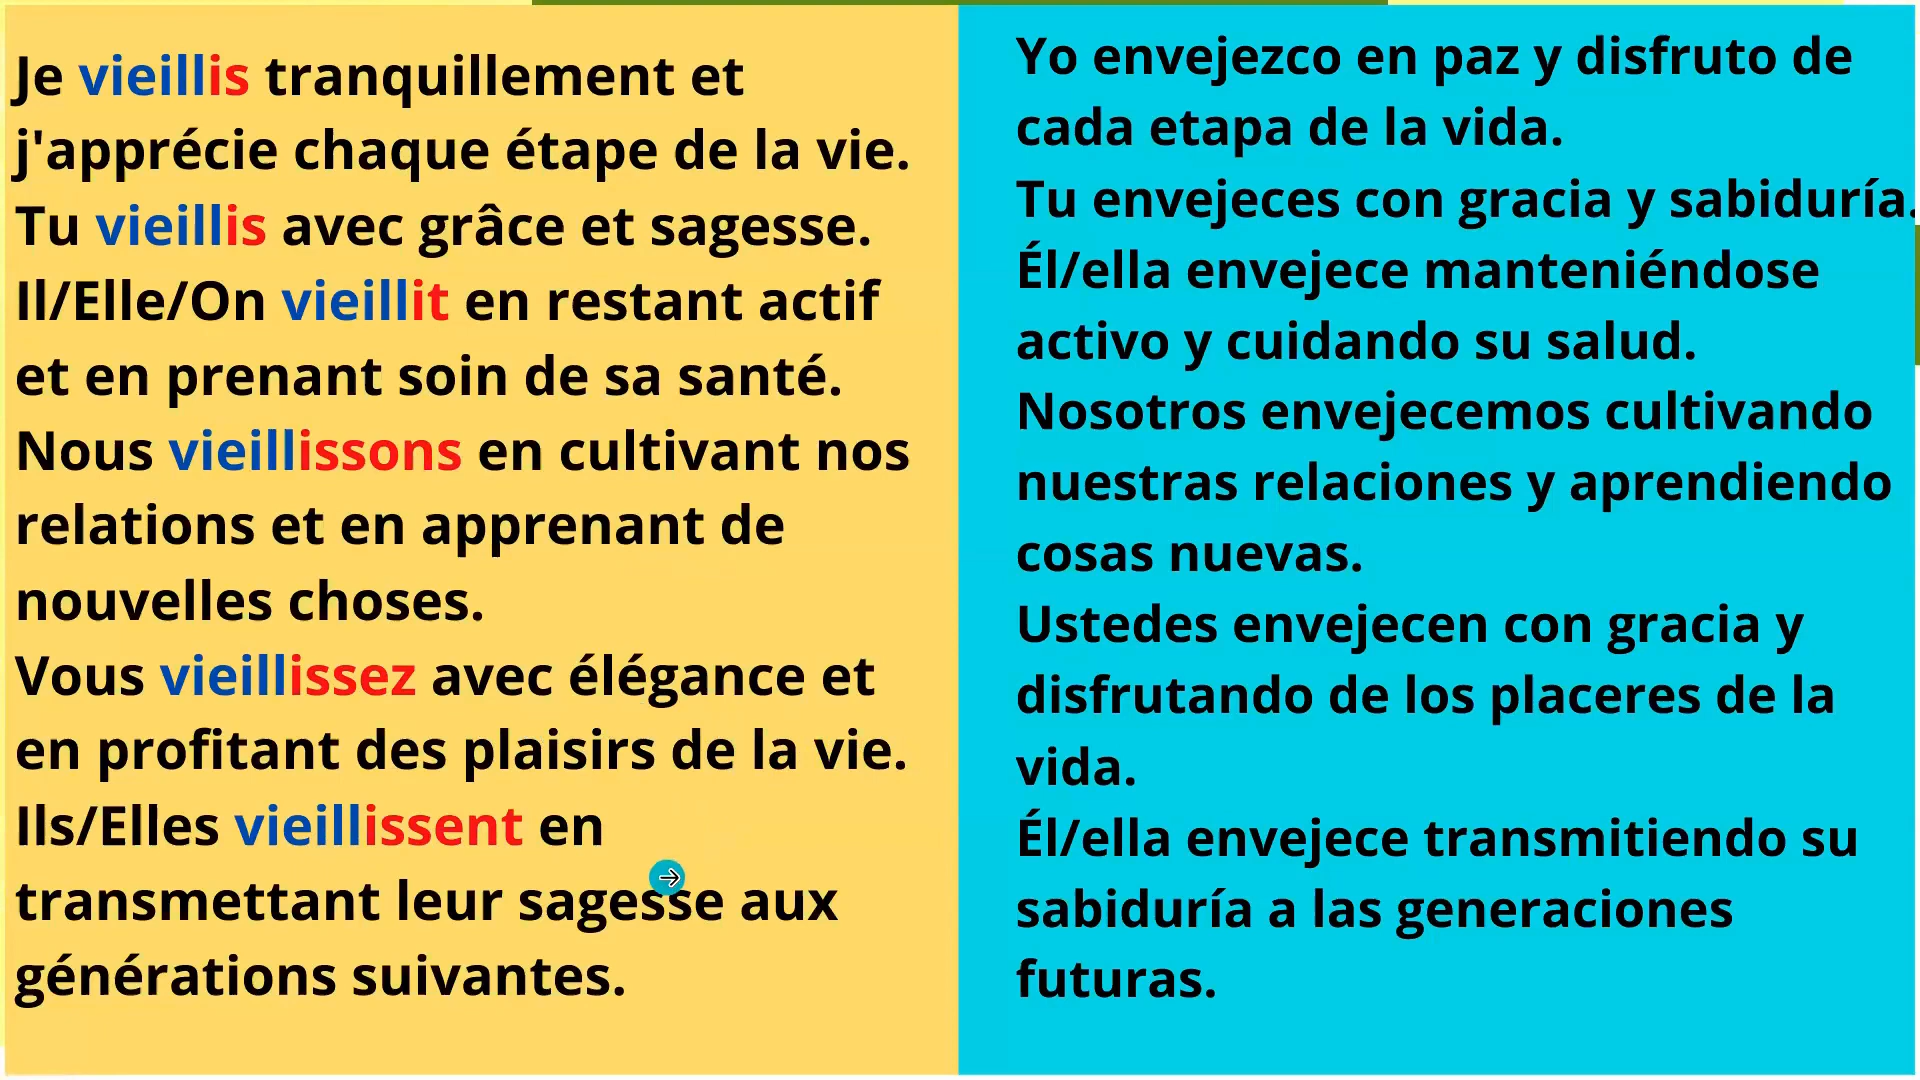 Je vieillis tranquillement et
j'apprécie chaque étape de la vie.
Tu vieillis avec grâce et sagesse.
Il/Elle/On vieillit en restant actif
et en prenant soin de sa santé.
Nous vieillissons en cultivant nos
relations et en apprenant de
nouvelles choses.
Vous vieillissez avec élégance et
en profitant des plaisirs de la vie.
Ils/Elles vieillissent en
transmettant leur sagesse aux
générations suivantes.
Yo envejezco en paz y disfruto de
cada etapa de la vida.
Tu envejeces con gracia y sabiduría.
Él/ella envejece manteniéndose
activo y cuidando su salud.
Nosotros envejecemos cultivando
nuestras relaciones y aprendiendo
cosas nuevas.
Ustedes envejecen con gracia y
disfrutando de los placeres de la
vida.
Él/ella envejece transmitiendo su
sabiduría a las generaciones
futuras.